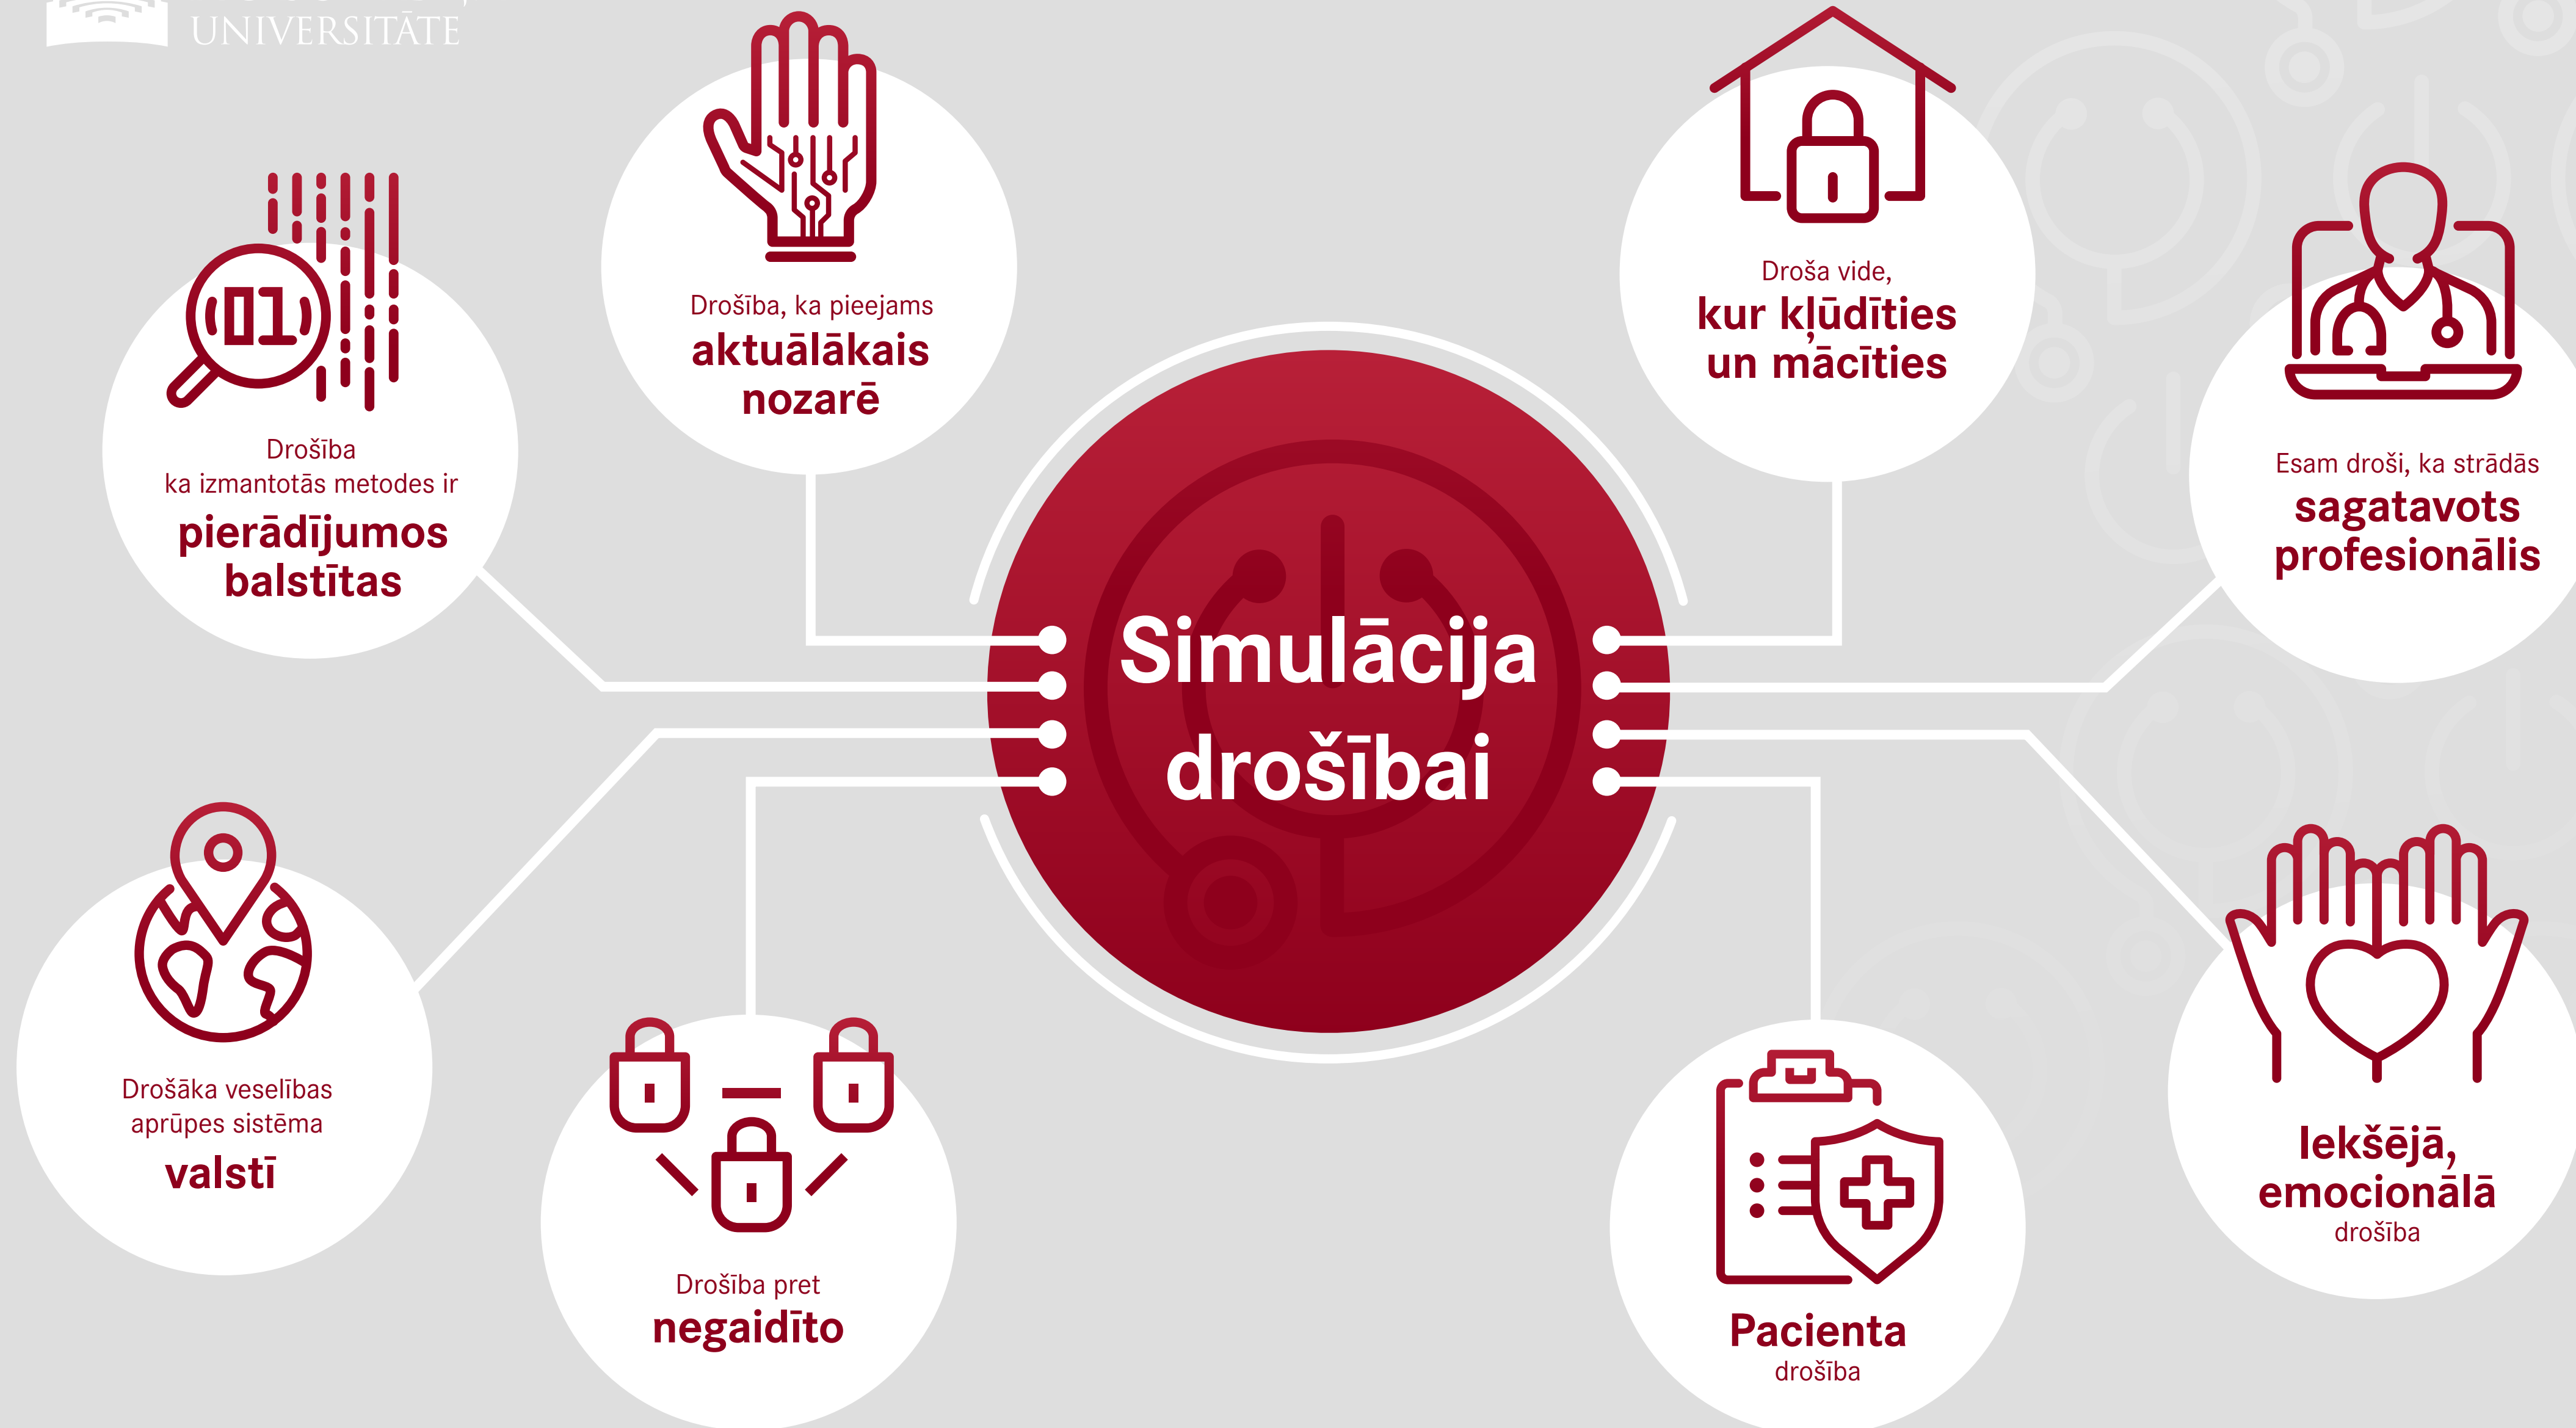 UNIVERSITĀTE
Drošība, ka pieejams
aktuālākais
nozarē
Droša vide,
kur kļūdīties
un mācīties
Drošība
ka izmantotās metodes ir
pierādījumos
balstītas
01
Esam droši, ka strādās
sagatavots
profesionālis
Simulācija
drošībai
Drošāka veselības
aprūpes sistēma
valstī
Drošība pret
negaidīto
Pacienta
drošība
Iekšējā,
emocionālā
drošība